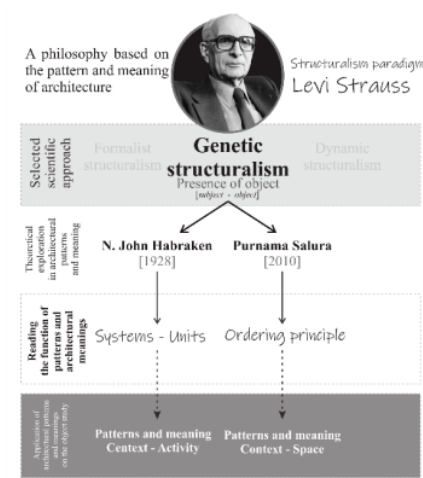 A philosophy based on
the pattern and meaning
of architecture
Structuralism paradigm
Levi Strauss
Selected
scientific
approach
Formalist
structuralism
Genetic
structuralism
Presence of object
[subject - object]
Dynamic
structuralism
Theoretical
exploration
in architectural
patterns
and meaning
N. John Habraken
[1928]
Purnama Salura
[2010]
Reading
the function of
patterns and
architectural
meanings
Systems - Units
Ordering principle
Application of
architectural patterns
and meanings
on the object study
Patterns and meaning
Centext - Activity
Patterns and meaning
Context - Space